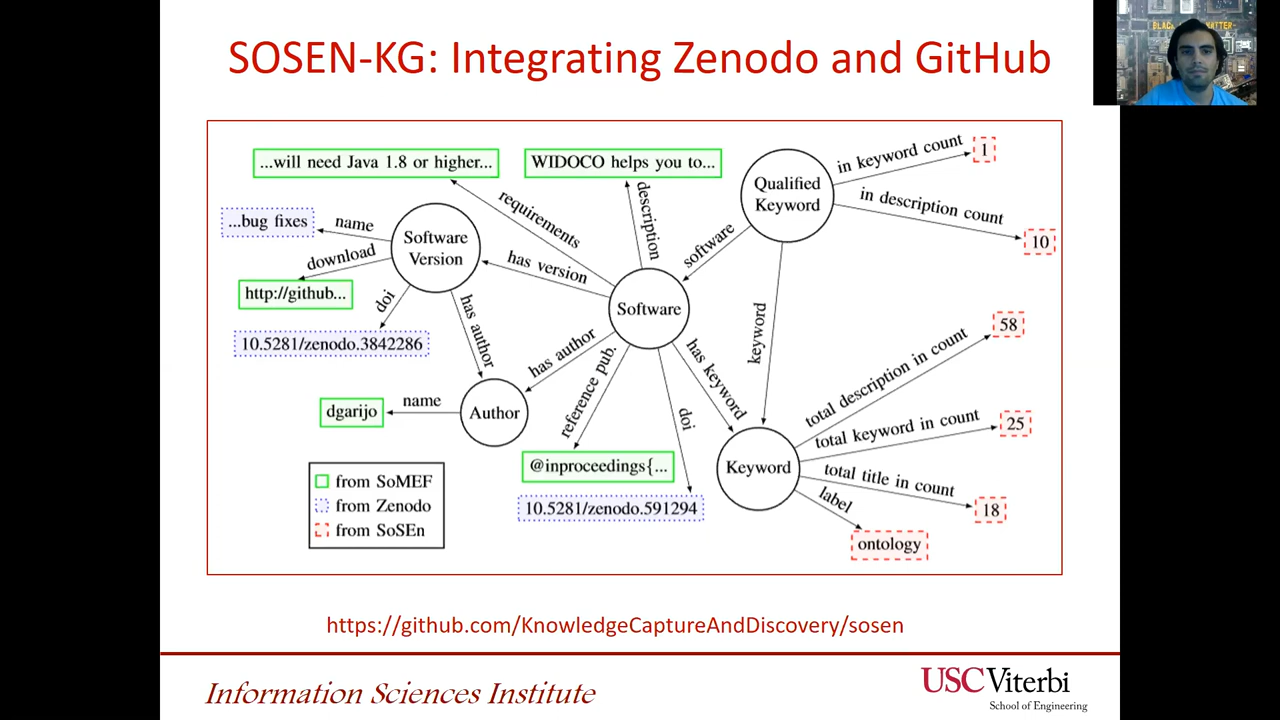 SOSEN-KG: Integrating Zenodo and GitHub
...will need Java 1.8 or higher...
WIDOCO helps you to...
Qualified
Keyword
in keyword count
1
in description count
10
...bug fixes
name
Software
Version
requirements
description
software
download
has version
http://github...
doi
Software
10.5281/zenodo.3842286
has author
has author
reference pub.
has keyword
keyword
58
total description in count
dgarijo
name
Author
doi
total keyword in count
25
@inproceedings{...
Keyword
total title in count
18
label
10.5281/zenodo.591294
ontology
from SoMEF
from Zenodo
from SoSEn
https://github.com/KnowledgeCaptureAndDiscovery/sosen
Information Sciences Institute
USC Viterbi
School of Engineering